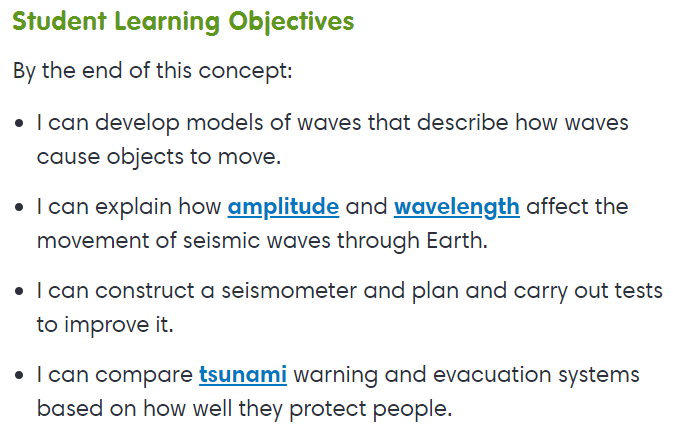 Student Learning Objectives
By the end of this concept:
• I can develop models of waves that describe how waves
cause objects to move.
• I can explain how amplitude and wavelength affect the
movement of seismic waves through Earth.
• I can construct a seismometer and plan and carry out tests
to improve it.
• I can compare tsunami warning and evacuation systems
based on how well they protect people.